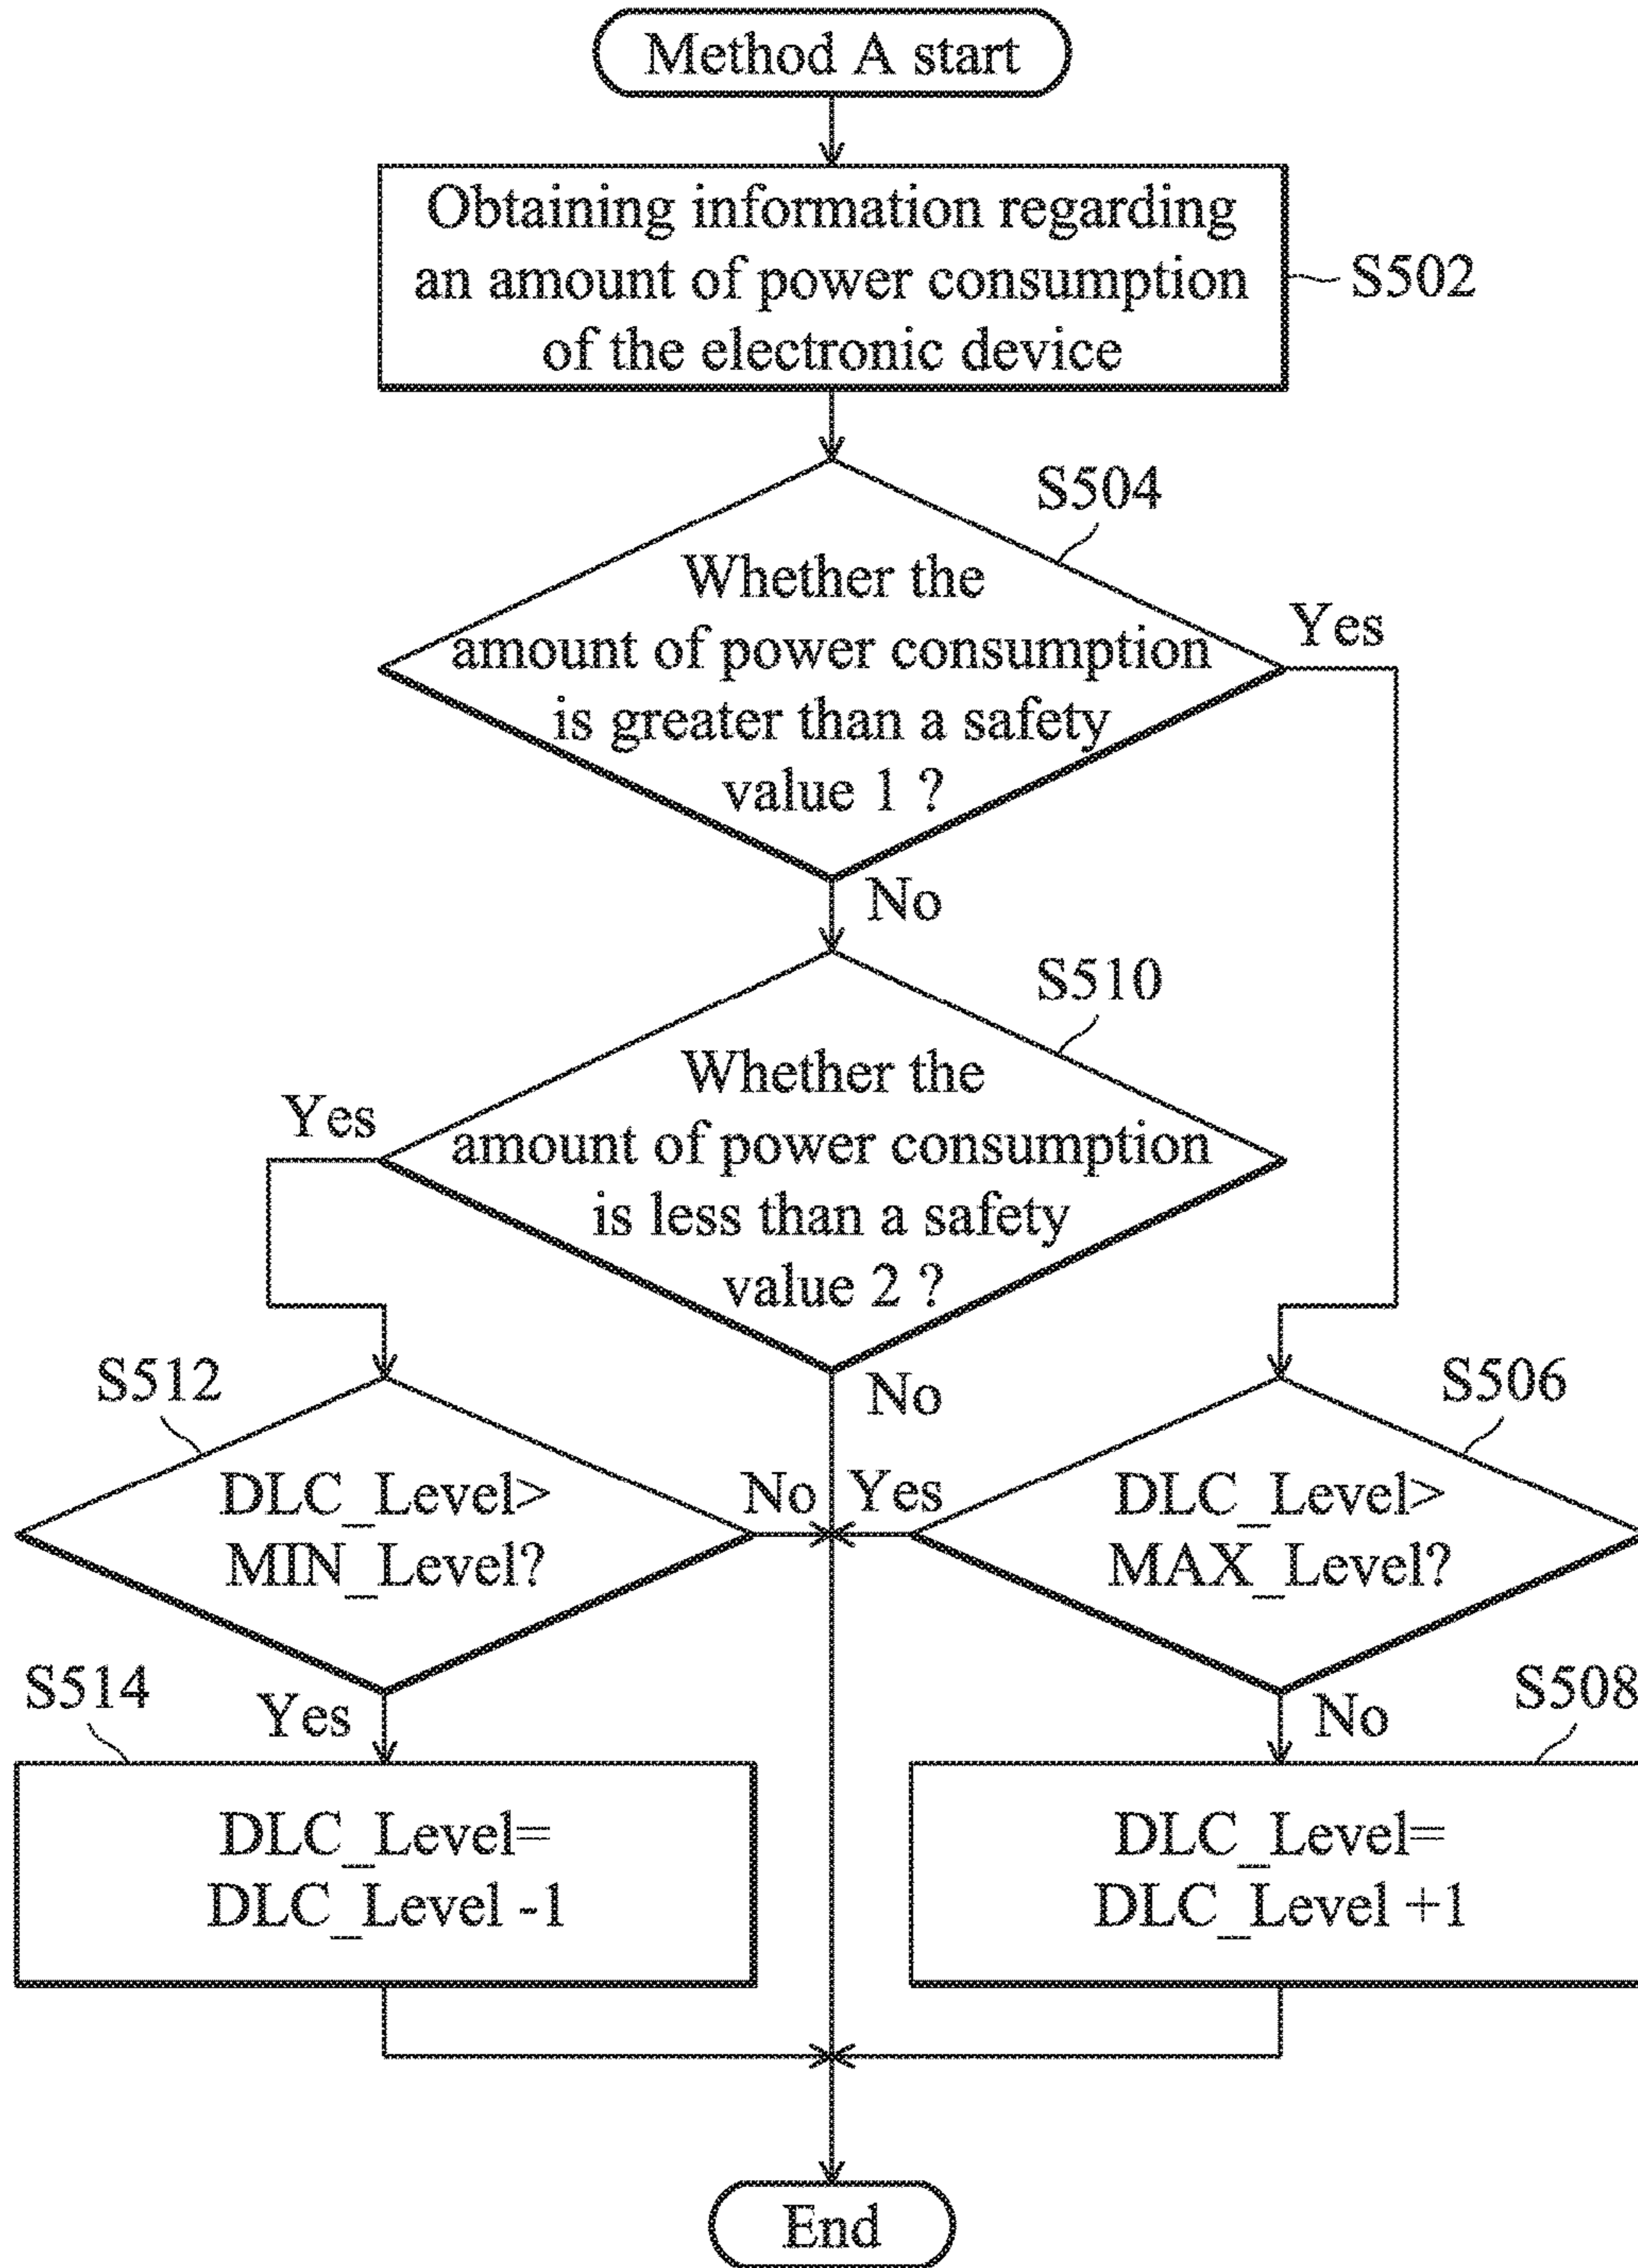 Method A start
Obtaining information regarding
an amount of power consumption
of the electronic device
S502
S504
Whether the
amount of power consumption
is greater than a safety
value 1 ?
Yes
No
S510
Whether the
amount of power consumption
is less than a safety
value 2 ?
Yes
No
S512
DLC_Level>
MIN_Level?
No
Yes
S506
DLC_Level>
MAX_Level?
Yes
No
S514
DLC_Level=
DLC_Level -1
S508
DLC_Level=
DLC_Level +1
End